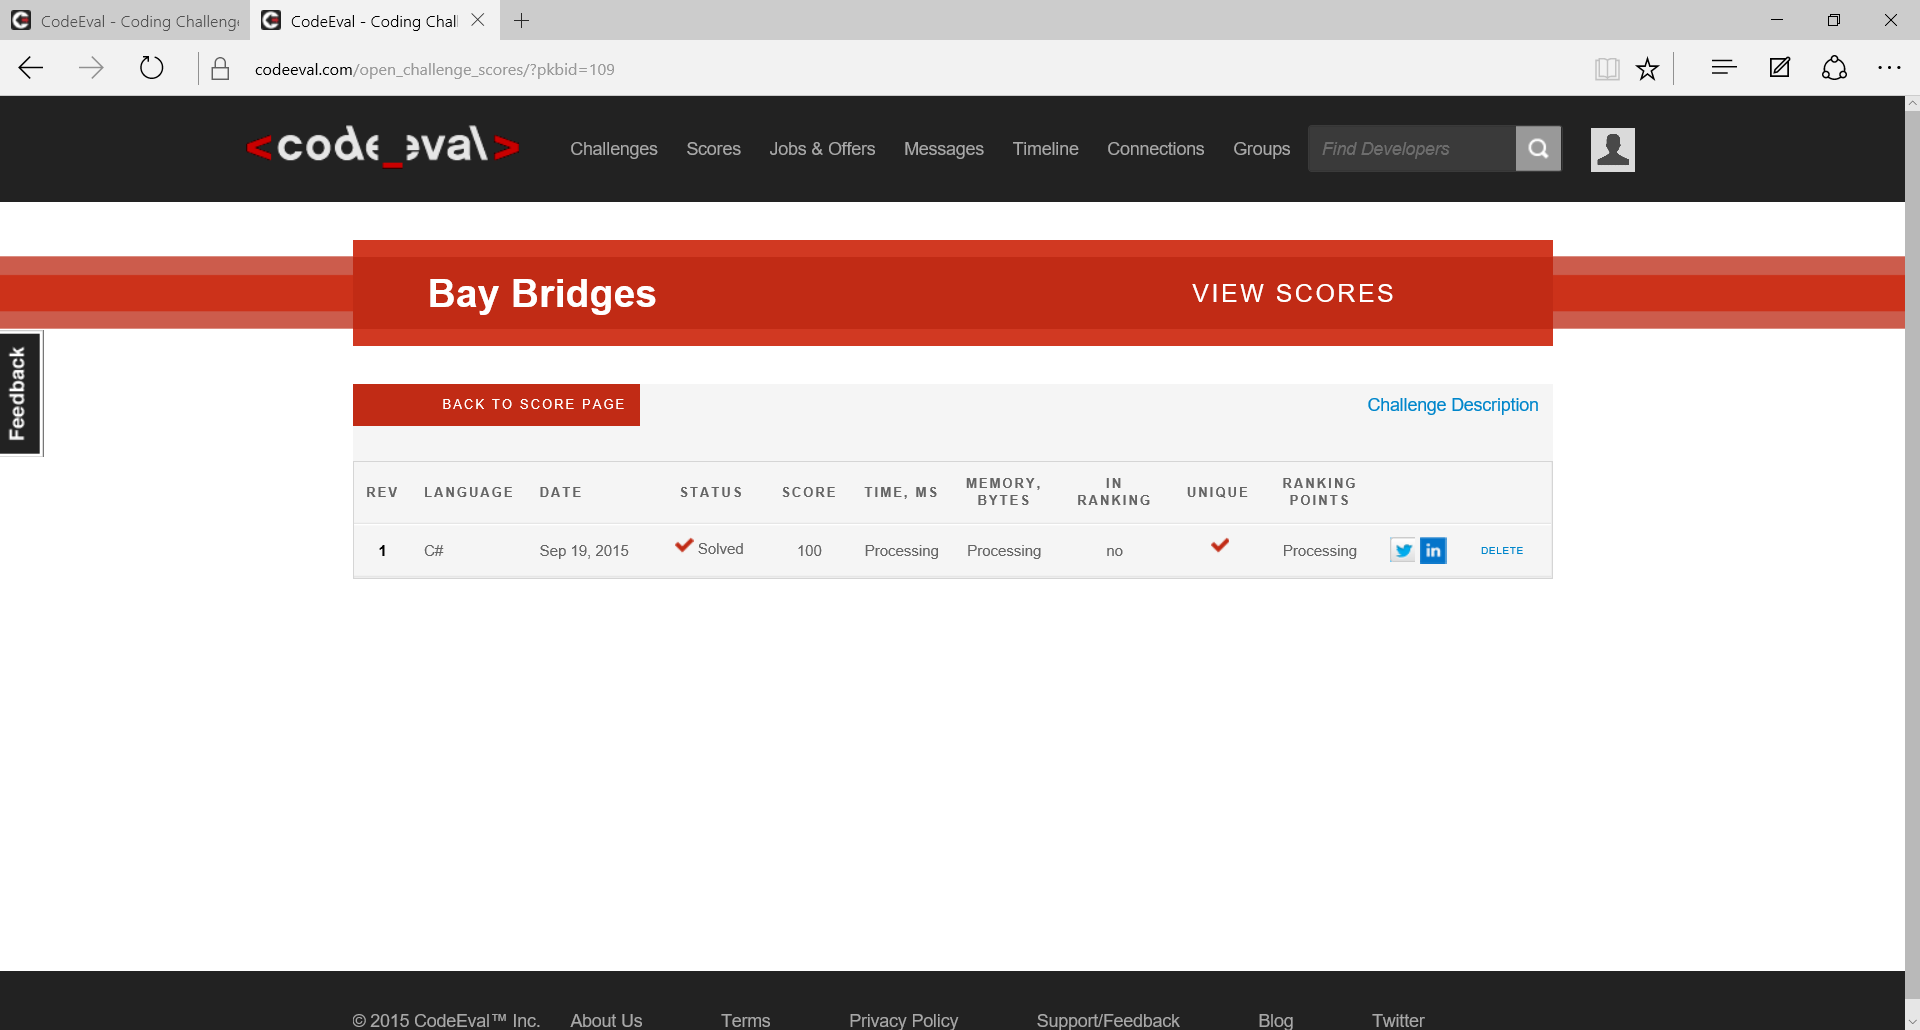 CodeEval - Coding Challeng
CodeEval - Coding Chal
codeeval.com/open_challenge_scores/?pkbid=109
<code_eval>
Challenges Scores Jobs & Offers Messages Timeline Connections Groups Find Developers
Bay Bridges VIEW SCORES
Feedback
BACK TO SCORE PAGE Challenge Description
REV LANGUAGE DATE STATUS SCORE TIME, MS MEMORY, BYTES IN RANKING UNIQUE RANKING POINTS
1 C# Sep 19, 2015 Solved 100 Processing Processing no Processing in DELETE
© 2015 CodeEval™ Inc. About Us Terms Privacy Policy Support/Feedback Blog Twitter